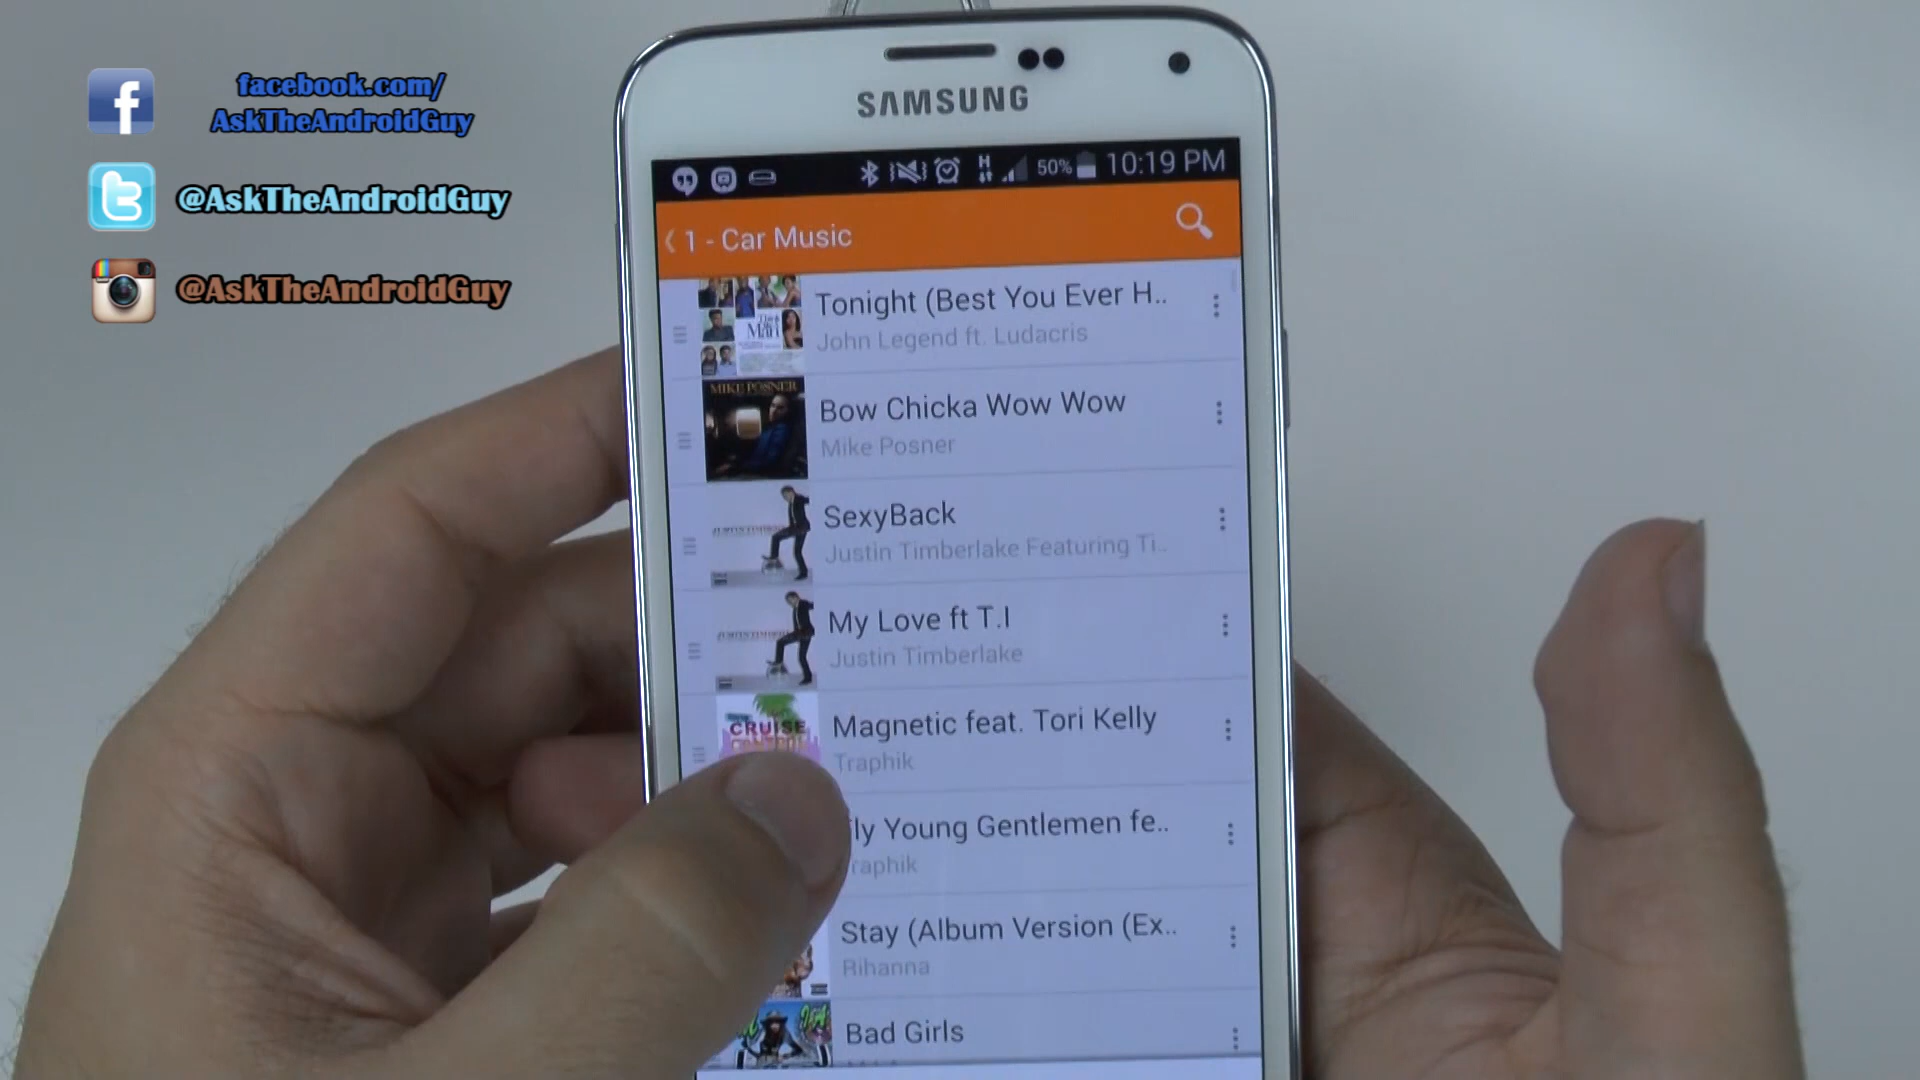 facebook.com/
AskTheAndroidGuy
@AskTheAndroidGuy
@AskTheAndroidGuy
SAMSUNG
H 50% 10:19 PM
1 - Car Music
Tonight (Best You Ever H..
John Legend ft. Ludacris
MIKE POSNER
Bow Chicka Wow Wow
Mike Posner
SexyBack
Justin Timberlake Featuring Ti..
My Love ft T.I
Justin Timberlake
CRUISE
Magnetic feat. Tori Kelly
Traphik
Young Gentlemen fe..
raphik
Stay (Album Version (Ex..
Rihanna
Bad Girls